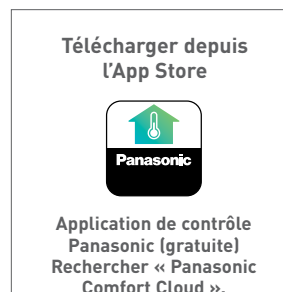 Télécharger depuis
l’App Store
Panasonic
Application de contrôle
Panasonic (gratuite)
Rechercher « Panasonic
Comfort Cloud ».